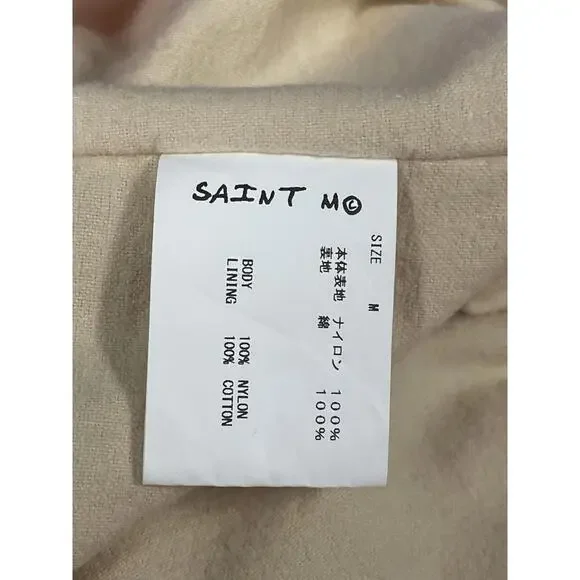 SAINT M©
SIZE M
本体表地 ナイロン 100%
裏地 綿 100%
BODY 100% NYLON
LINING 100% COTTON